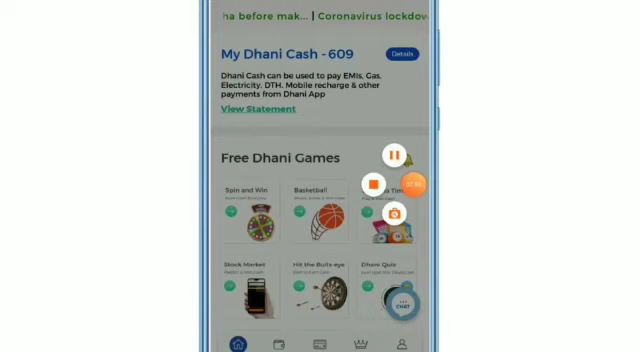 ha before mak... | Coronavirus lockdow
My Dhani Cash - 609
Details
Dhani Cash can be used to pay EMIs, Gas,
Electricity, DTH, Mobile recharge & other
payments from Dhani App
View Statement
Free Dhani Games
Spin and Win
Basketball
a Tim
Stock Market
Hit the Bulls eye
Dhani Quiz
CHAT